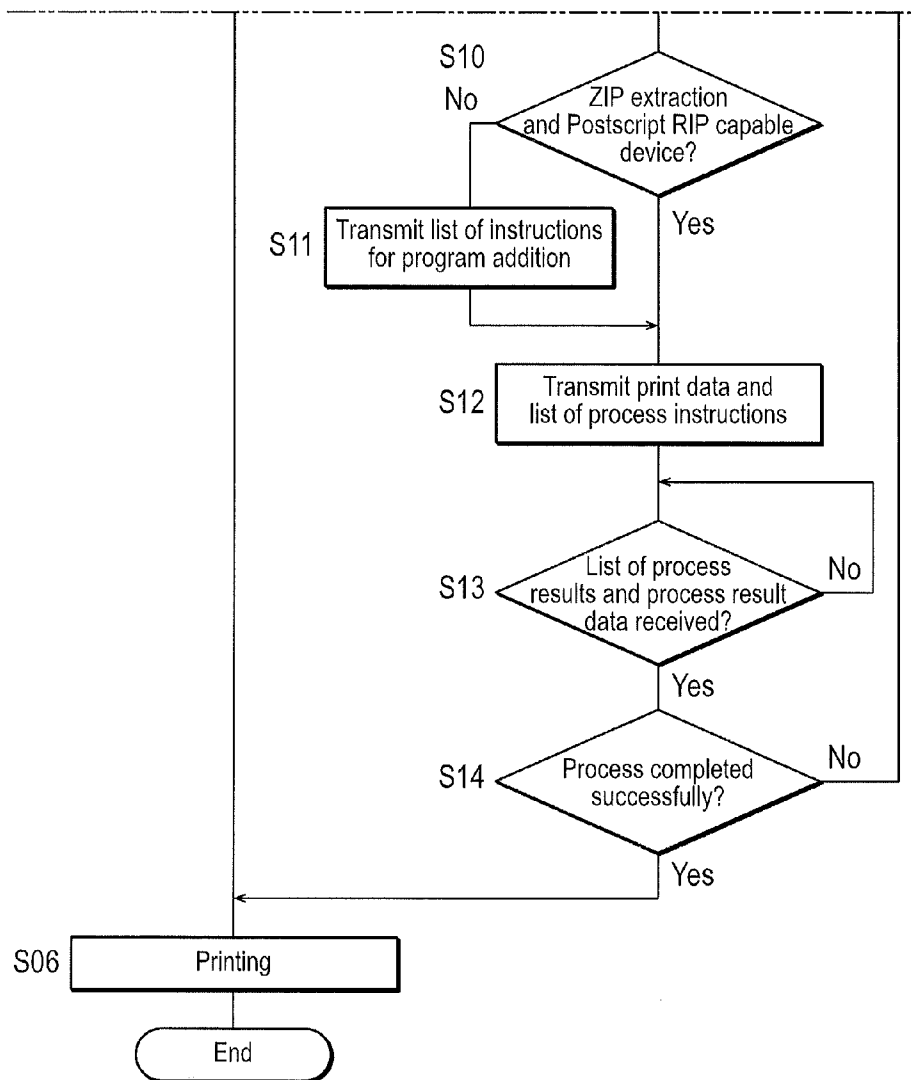 S10
No
ZIP extraction
and Postscript RIP capable
device?
Yes
S11
Transmit list of instructions
for program addition
S12
Transmit print data and
list of process instructions
S13
List of process
results and process result
data received?
No
Yes
S14
Process completed
successfully?
No
Yes
S06
Printing
End